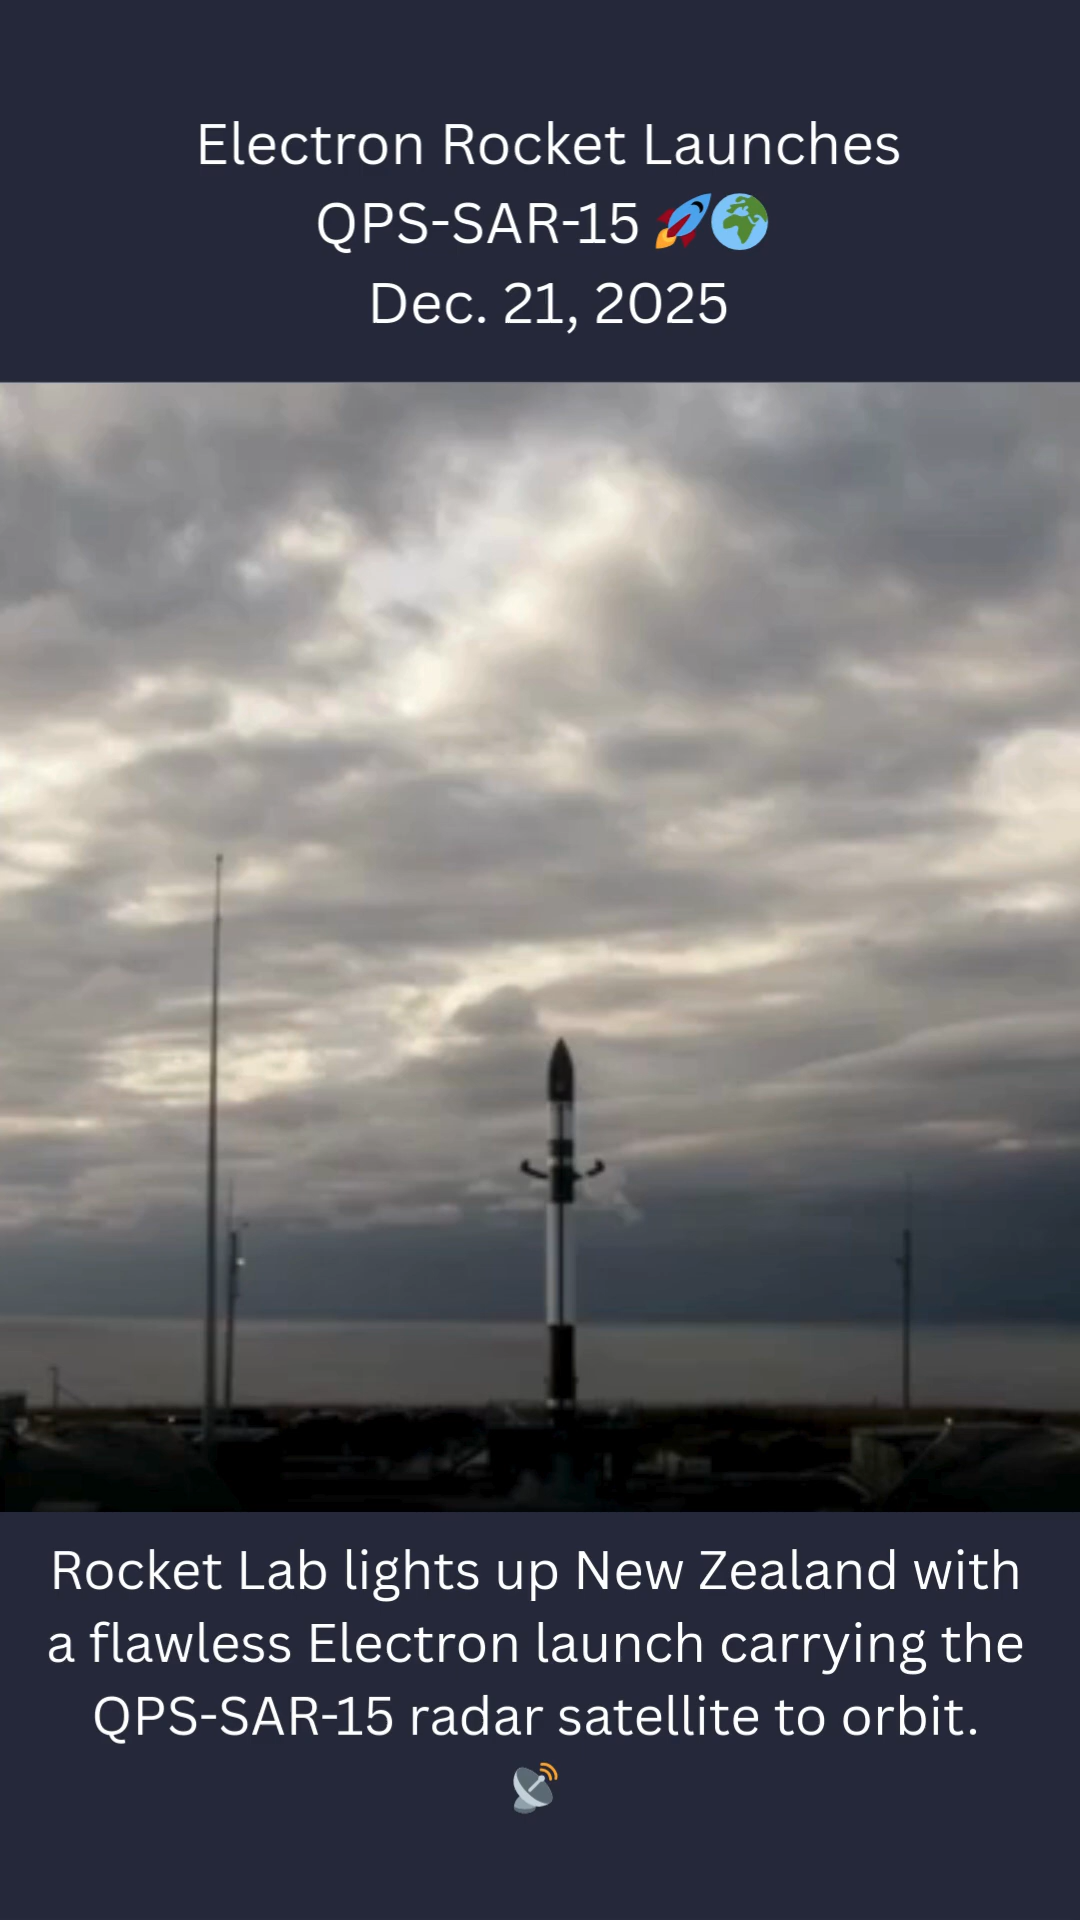 Electron Rocket Launches
QPS-SAR-15 🚀🌍
Dec. 21, 2025
Rocket Lab lights up New Zealand with
a flawless Electron launch carrying the
QPS-SAR-15 radar satellite to orbit.
📡